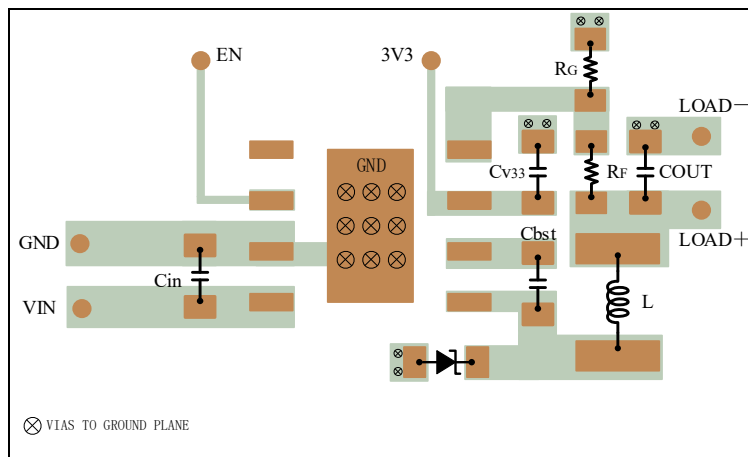 EN
3V3
RG
LOAD−
GND
CV33
RF
COUT
GND
Cbst
LOAD+
Cin
VIN
L
VIAS TO GROUND PLANE